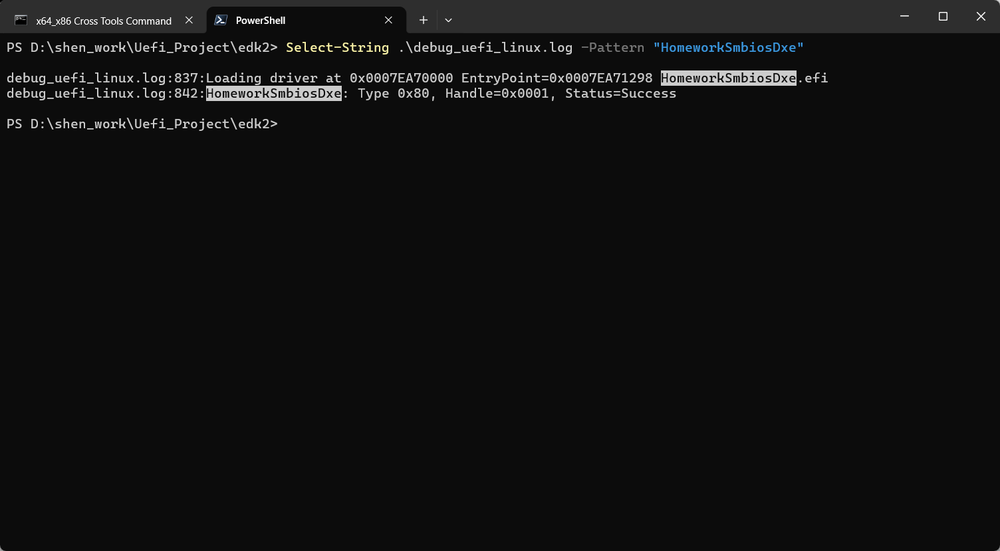 x64_x86 Cross Tools Command
PowerShell
PS D:\shen_work\Uefi_Project\edk2> Select-String .\debug_uefi_linux.log -Pattern "HomeworkSmbiosDxe"
debug_uefi_linux.log:837:Loading driver at 0x0007EA70000 EntryPoint=0x0007EA71298 HomeworkSmbiosDxe.efi
debug_uefi_linux.log:842:HomeworkSmbiosDxe: Type 0x80, Handle=0x0001, Status=Success
PS D:\shen_work\Uefi_Project\edk2>